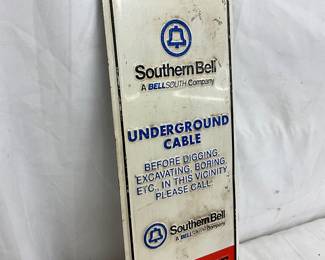 Southern Bell
A BELLSOUTH Company
UNDERGROUND
CABLE
BEFORE DIGGING,
EXCAVATING, BORING,
ETC., IN THIS VICINITY
PLEASE CALL:
Southern Bell
A BELLSOUTH Company